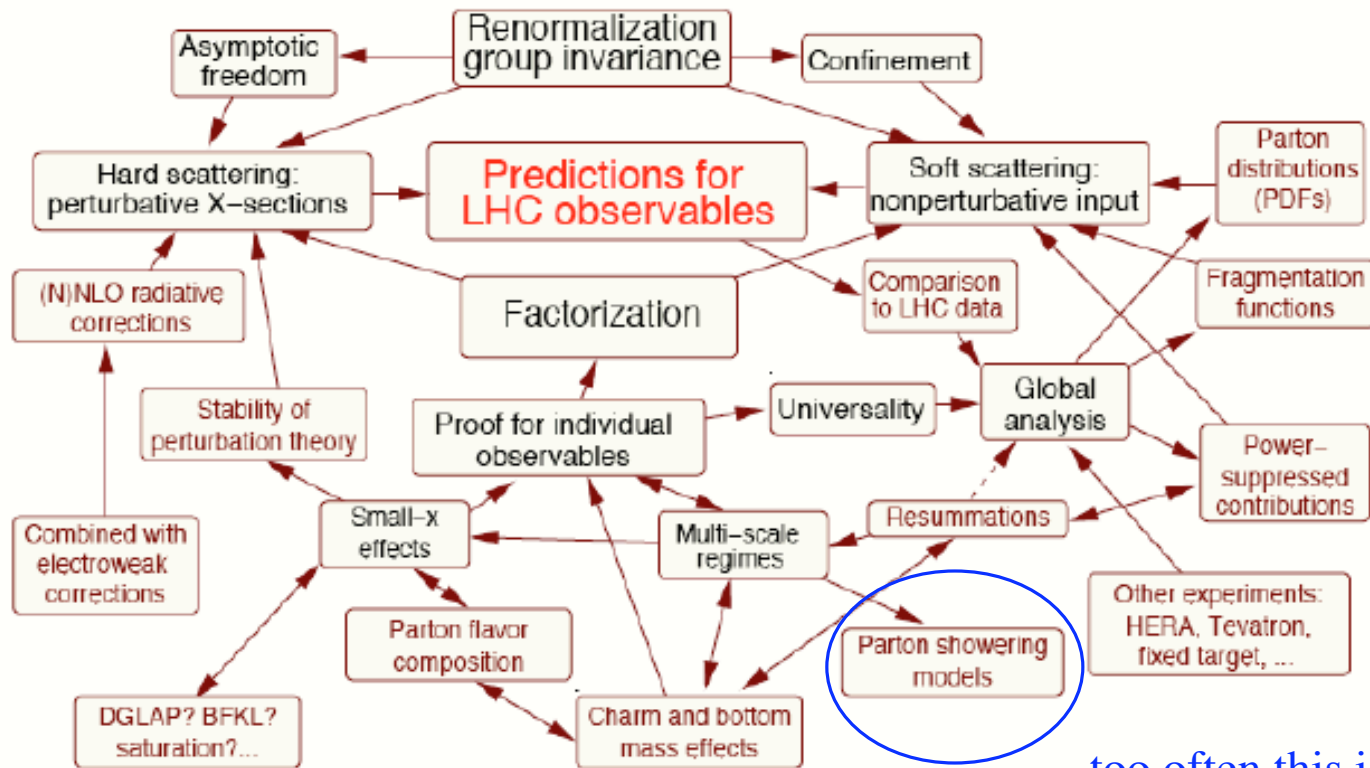 Renormalization
group invariance
Asymptotic
freedom
Confinement
Hard scattering:
perturbative X–sections
Predictions for
LHC observables
Soft scattering:
nonperturbative input
Parton
distributions
(PDFs)
(N)NLO radiative
corrections
Factorization
Comparison
to LHC data
Fragmentation
functions
Stability of
perturbation theory
Proof for individual
observables
Universality
Global
analysis
Power–
suppressed
contributions
Combined with
electroweak
corrections
Small–x
effects
Multi–scale
regimes
Resummations
Other experiments:
HERA, Tevatron,
fixed target, ...
Parton flavor
composition
Parton showering
models
DGLAP? BFKL?
saturation?...
Charm and bottom
mass effects
too often this i